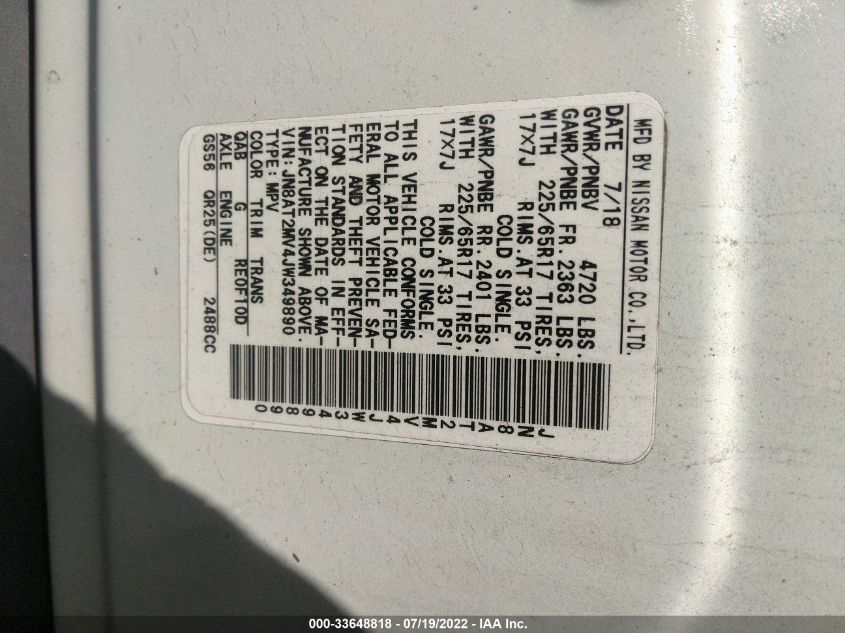 MFD BY NISSAN MOTOR CO.,LTD.
DATE 7/18
GVWR/PNBV 4720 LBS.
GAWR/PNBE FR. 2363 LBS.
WITH 225/65R17 TIRES,
17X7J RIMS.AT 33 PSI
COLD SINGLE.
GAWR/PNBE RR. 2401 LBS.
WITH 225/65R17 TIRES,
17X7J RIMS.AT 33 PSI
COLD SINGLE.
THIS VEHICLE CONFORMS
TO ALL APPLICABLE FED-
ERAL MOTOR VEHICLE SA-
FETY AND THEFT PREVEN-
TION STANDARDS IN EFF-
ECT ON THE DATE OF MA-
NUFACTURE SHOWN ABOVE.
VIN:JN8AT2MV4JW349890
TYPE:MPV
COLOR TRIM TRANS
QAB G RE0F10D
AXLE ENGINE
GS56 QR25(DE) 2488CC
JN8AT2MV4JW349890
000-33648818 - 07/19/2022 - IAA Inc.